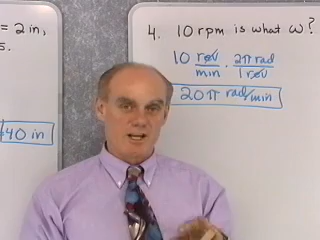 = 2 in,
s.
40 in
4. 10 rpm is what ω?
10 rev/min · 2π rad/1 rev
20π rad/min